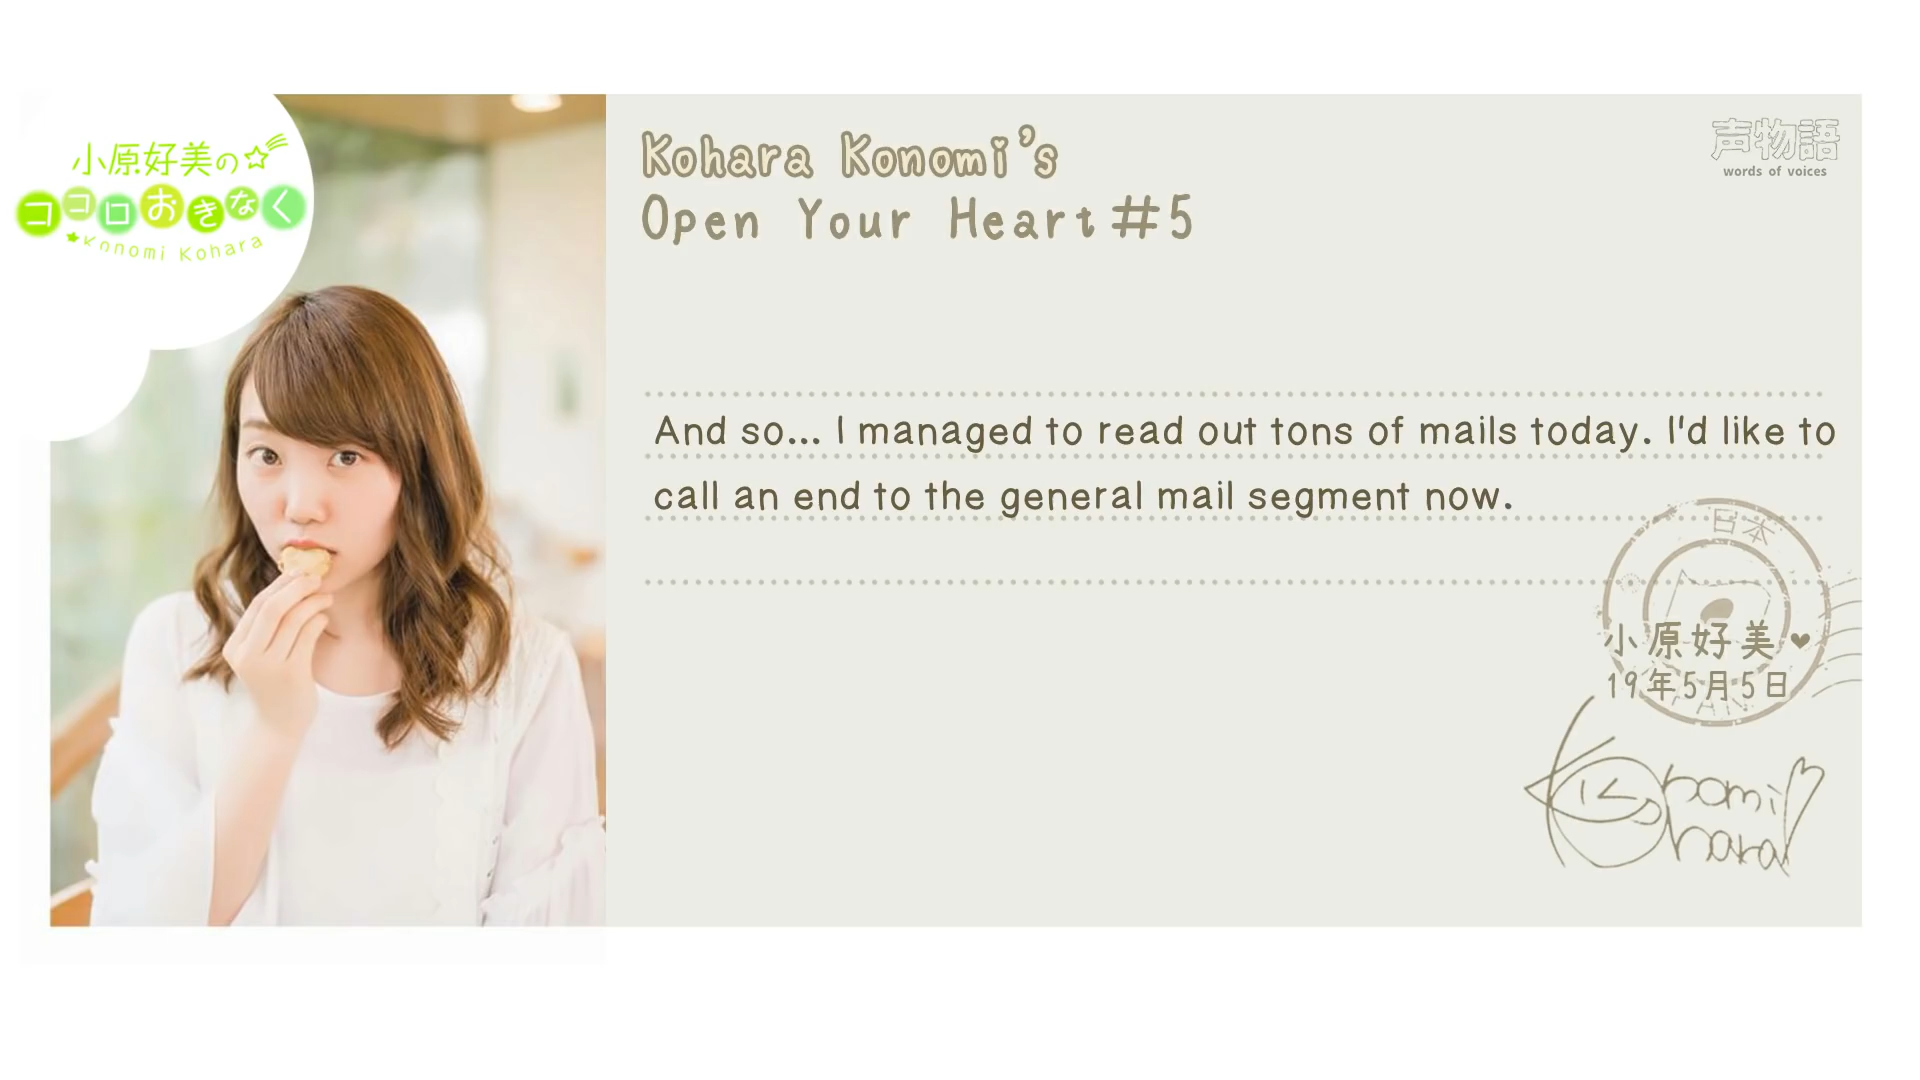 小原好美の☆
ココロおきなく
★Konomi Kohara
Kohara Konomi's
Open Your Heart #5
声物語
words of voices
And so... I managed to read out tons of mails today. I'd like to
call an end to the general mail segment now.
日本
小原好美♥
19年5月5日
Konomi
Kohara